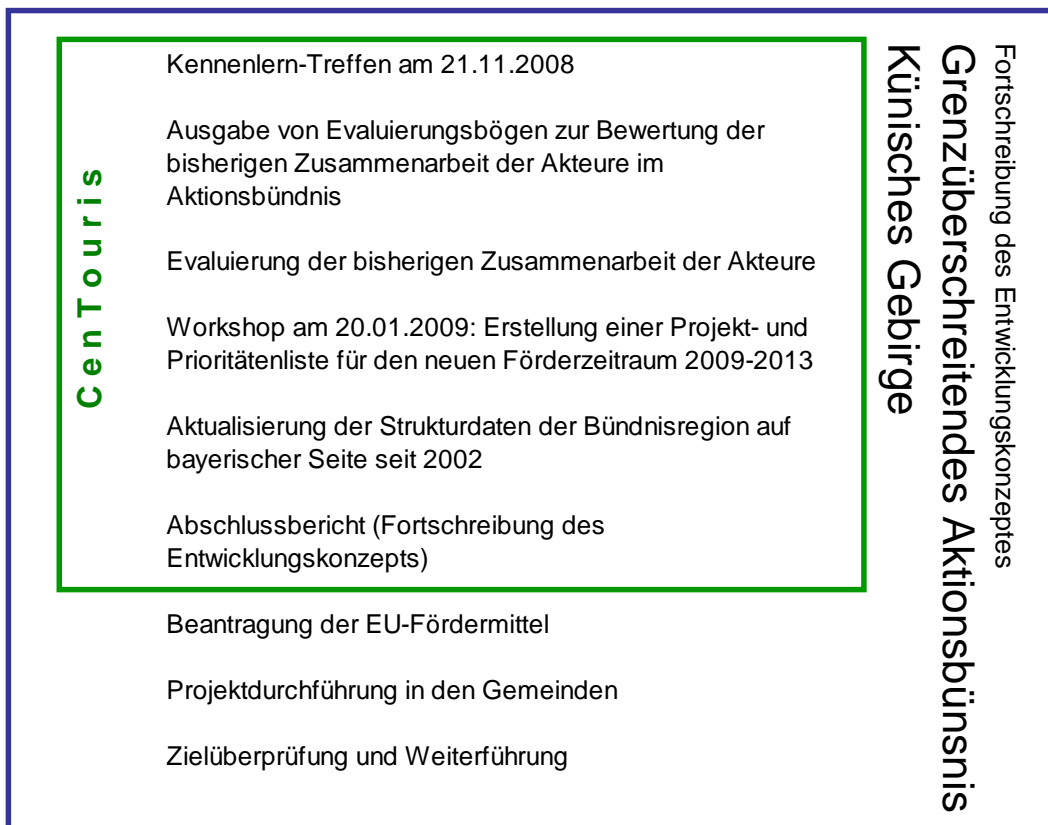 CenTouris
Kennenlern-Treffen am 21.11.2008
Ausgabe von Evaluierungsbögen zur Bewertung der
bisherigen Zusammenarbeit der Akteure im
Aktionsbündnis
Evaluierung der bisherigen Zusammenarbeit der Akteure
Workshop am 20.01.2009: Erstellung einer Projekt- und
Prioritätenliste für den neuen Förderzeitraum 2009-2013
Aktualisierung der Strukturdaten der Bündnisregion auf
bayerischer Seite seit 2002
Abschlussbericht (Fortschreibung des
Entwicklungskonzepts)
Beantragung der EU-Fördermittel
Projektdurchführung in den Gemeinden
Zielüberprüfung und Weiterführung
Fortschreibung des Entwicklungskonzeptes
Grenzüberschreitendes Aktionsbünsnis
Künisches Gebirge